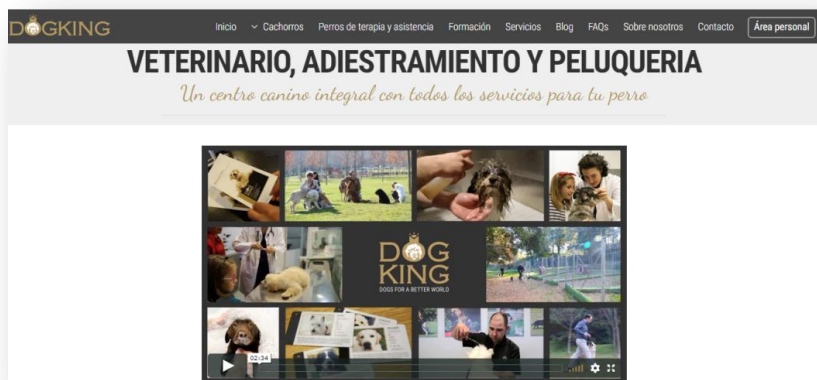 DOGKING
Inicio Cachorros Perros de terapia y asistencia Formación Servicios Blog FAQs Sobre nosotros Contacto Área personal
VETERINARIO, ADIESTRAMIENTO Y PELUQUERIA
Un centro canino integral con todos los servicios para tu perro
DOG
KING
DOGS FOR A BETTER WORLD
02:34